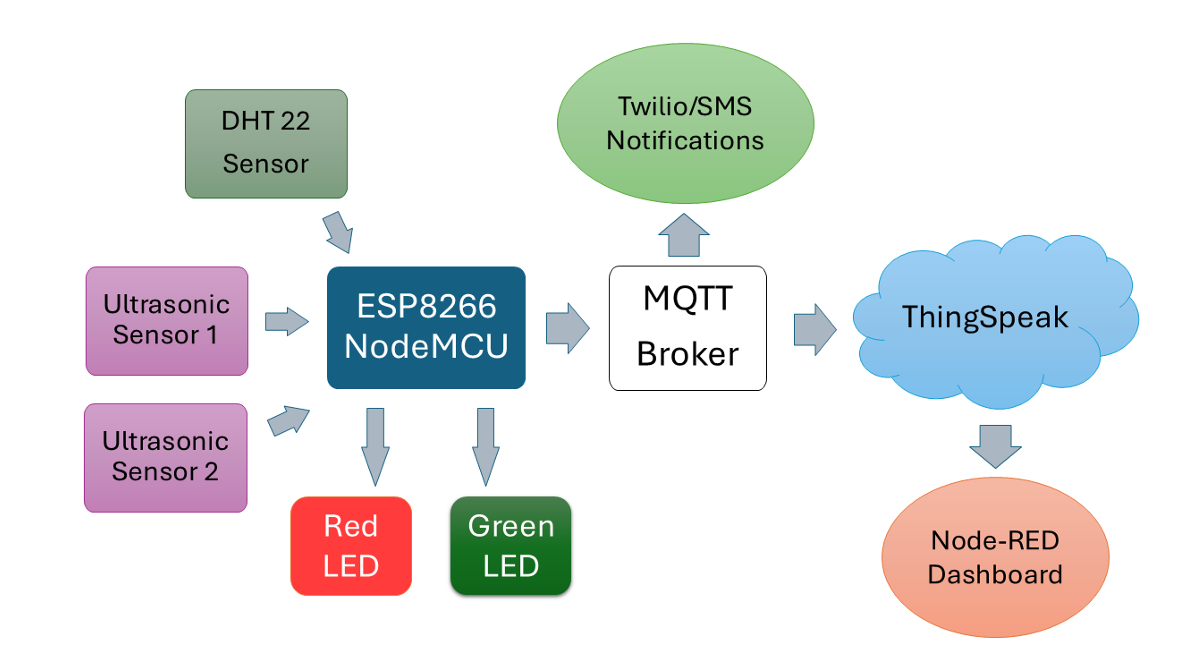 Twilio/SMS
Notifications
DHT 22
Sensor
Ultrasonic
Sensor 1
ESP8266
NodeMCU
MQTT
Broker
ThingSpeak
Ultrasonic
Sensor 2
Red
LED
Green
LED
Node-RED
Dashboard